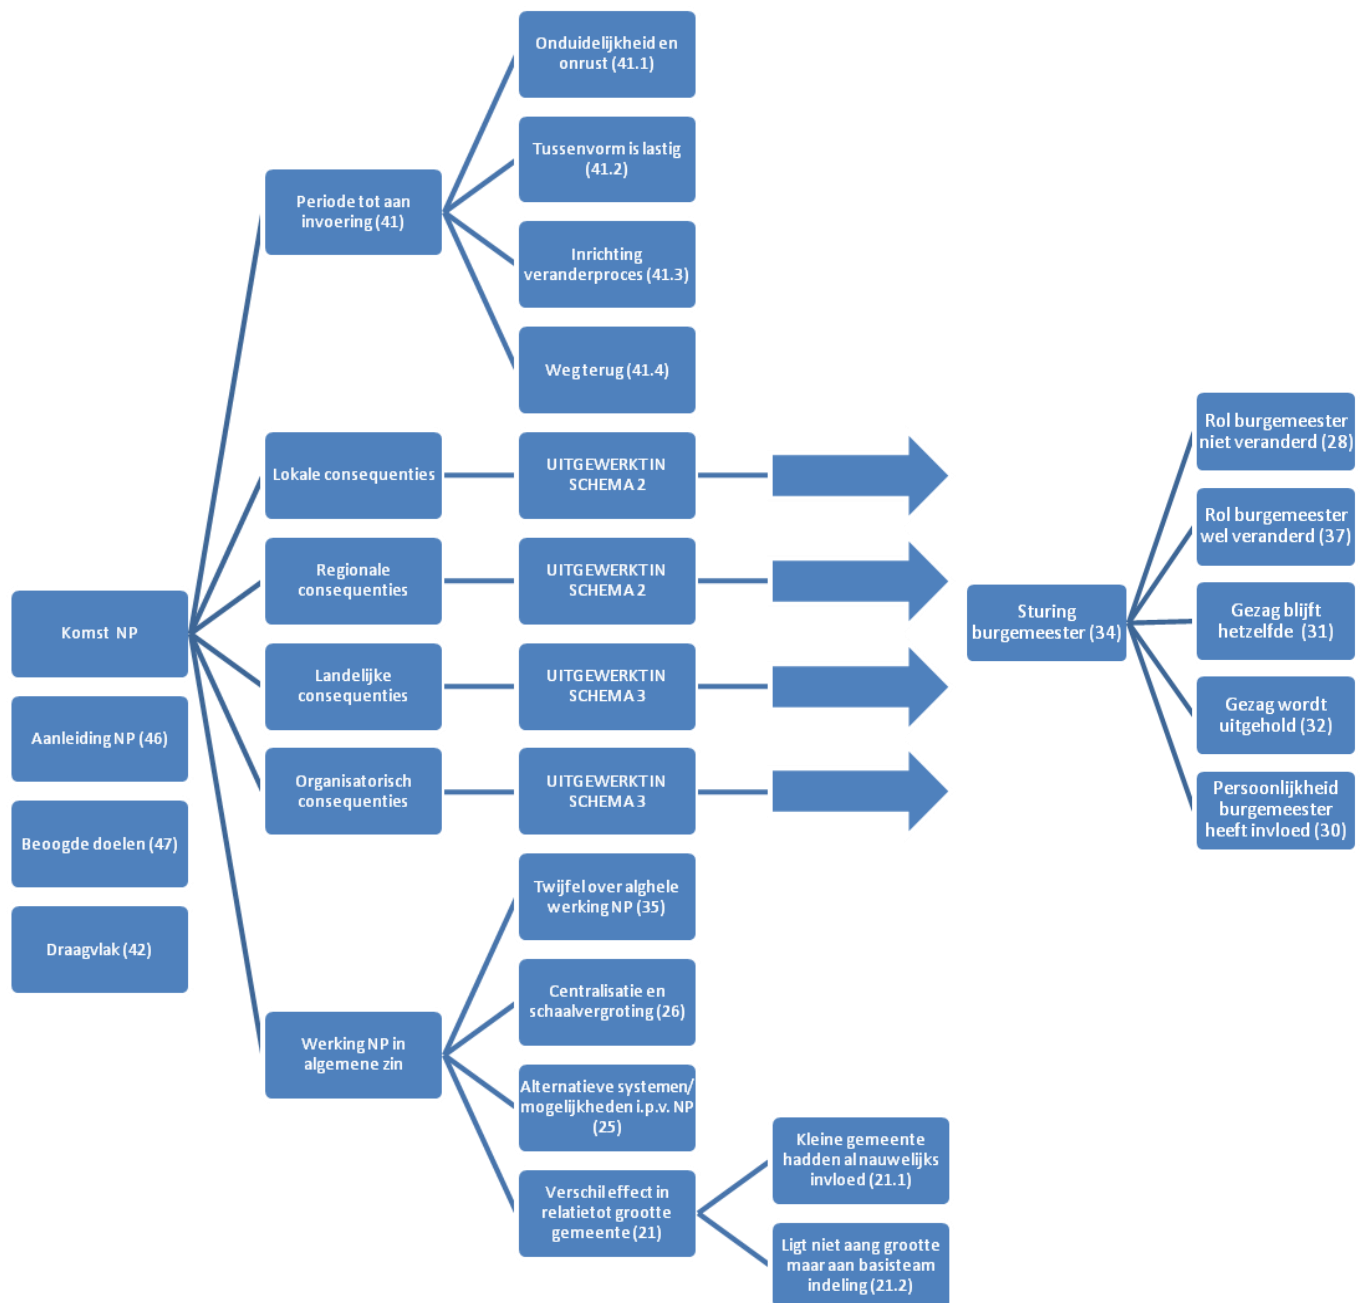 Onduidelijkheid en
onrust (41.1)
Tussenvorm is lastig
(41.2)
Periode tot aan
invoering (41)
Inrichting
veranderproces (41.3)
Weg terug (41.4)
Lokale consequenties
UITGEWERKT IN
SCHEMA 2
Regionale
consequenties
UITGEWERKT IN
SCHEMA 2
Komst NP
Landelijke
consequenties
UITGEWERKT IN
SCHEMA 3
Aanleiding NP (46)
Organisatorisch
consequenties
UITGEWERKT IN
SCHEMA 3
Beoogde doelen (47)
Draagvlak (42)
Sturing
burgemeester (34)
Rol burgemeester
niet veranderd (28)
Rol burgemeester
wel veranderd (37)
Gezag blijft
hetzelfde (31)
Gezag wordt
uitgehold (32)
Persoonlijkheid
burgemeester
heeft invloed (30)
Werking NP in
algemene zin
Twijfel over alghele
werking NP (35)
Centralisatie en
schaalvergroting (26)
Alternatieve systemen/
mogelijkheden i.p.v. NP
(25)
Verschil effect in
relatie tot grootte
gemeente (21)
Kleine gemeente
hadden al nauwelijks
invloed (21.1)
Ligt niet aang grootte
maar aan basisteam
indeling (21.2)